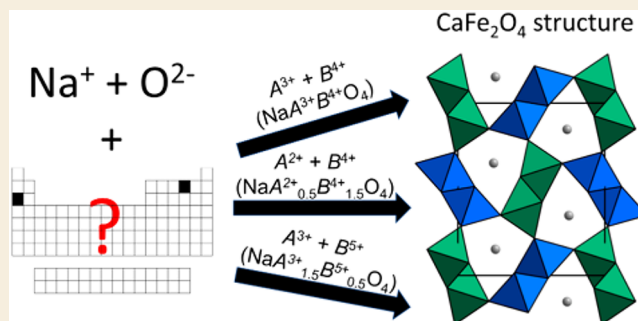 CaFe₂O₄ structure
Na⁺ + O²⁻
+
?
A³⁺ + B⁴⁺
(NaA³⁺B⁴⁺O₄)
A²⁺ + B⁴⁺
(NaA²⁺₀.₅B⁴⁺₁.₅O₄)
A³⁺ + B⁵⁺
(NaA³⁺₁.₅B⁵⁺₀.₅O₄)